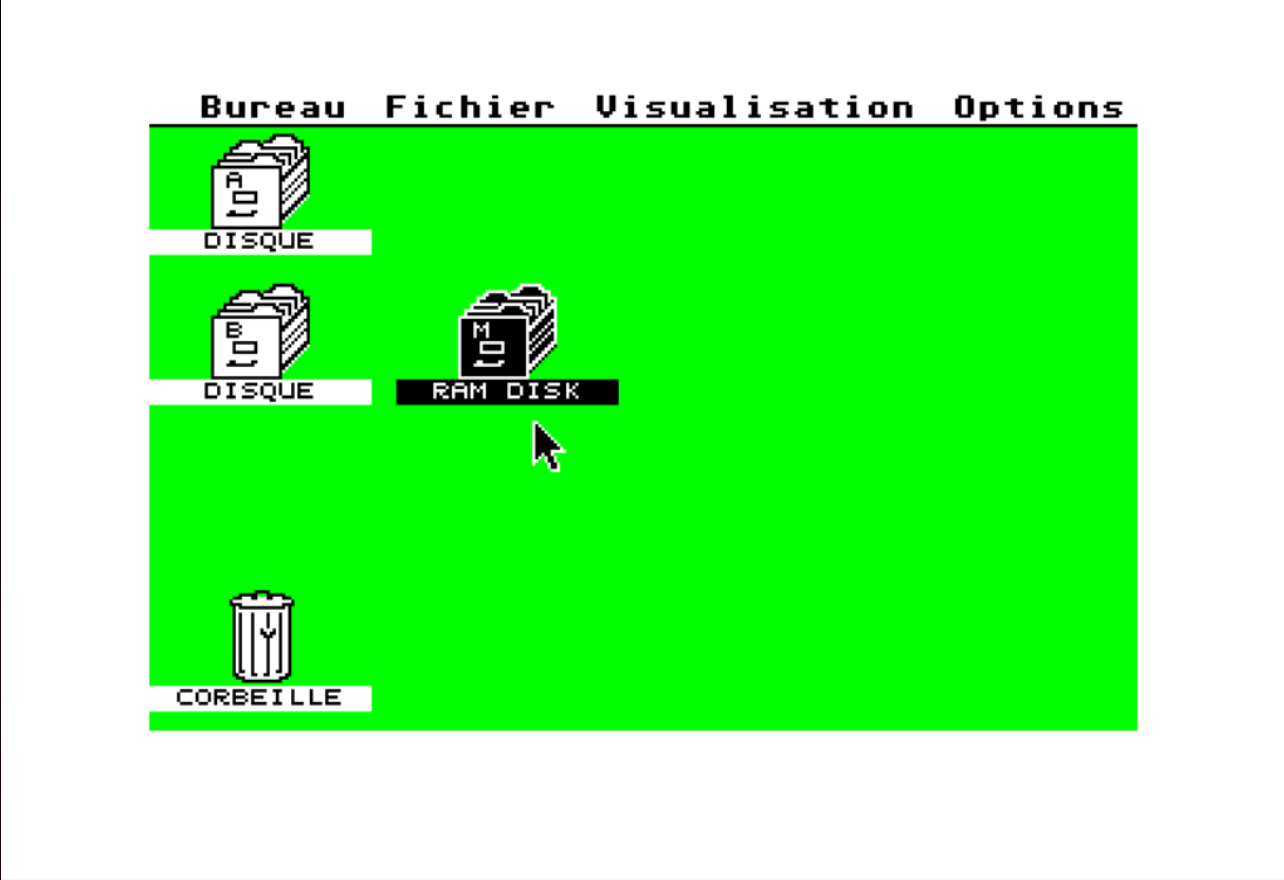 Bureau Fichier Visualisation Options
A
DISQUE
B
DISQUE
M
RAM DISK
CORBEILLE